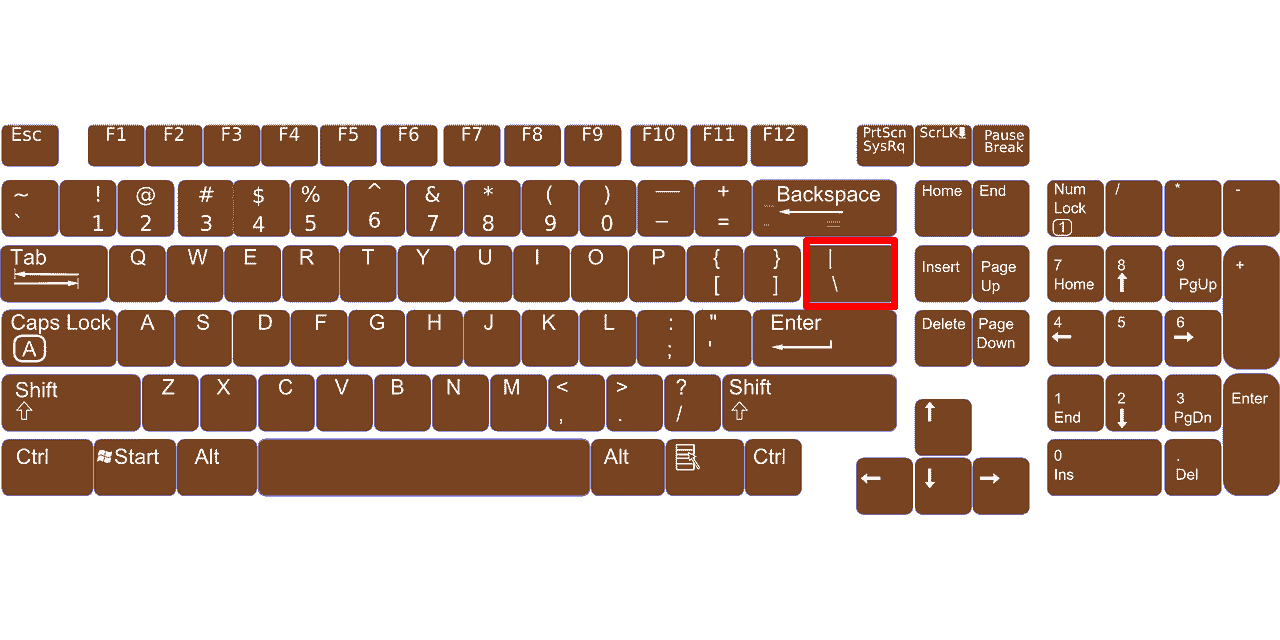 Esc F1 F2 F3 F4 F5 F6 F7 F8 F9 F10 F11 F12 PrtScn ScrLK Pause
SysRq Break
~ ! @ # $ % ^ & * ( ) — + Backspace Home End Num / * -
` 1 2 3 4 5 6 7 8 9 0 – = Lock
1
Tab Q W E R T Y U I O P { } | Insert Page 7 8 9 +
[ ] \ Up Home PgUp
Caps Lock A S D F G H J K L : " Enter Delete Page 4 5 6
A ; ' Down
Shift Z X C V B N M < > ? Shift 1 2 3 Enter
, . / End PgDn
Ctrl Start Alt Alt Ctrl 0 .
Ins Del